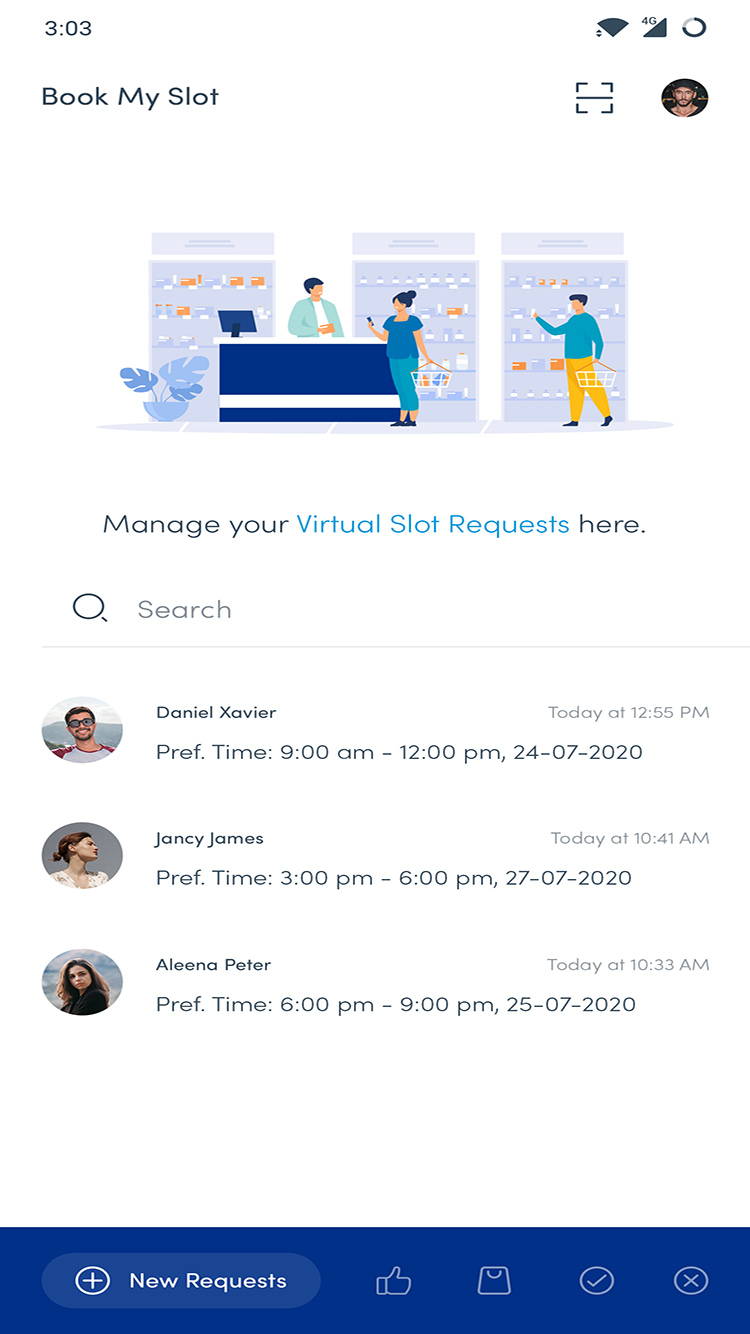 3:03
4G
Book My Slot
Manage your Virtual Slot Requests here.
Search
Daniel Xavier
Today at 12:55 PM
Pref. Time: 9:00 am - 12:00 pm, 24-07-2020
Jancy James
Today at 10:41 AM
Pref. Time: 3:00 pm - 6:00 pm, 27-07-2020
Aleena Peter
Today at 10:33 AM
Pref. Time: 6:00 pm - 9:00 pm, 25-07-2020
New Requests